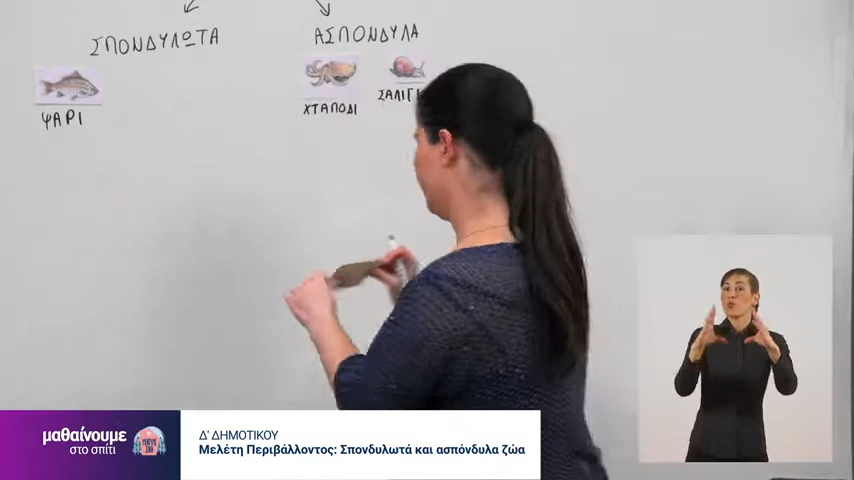 ΣΠΟΝΔΥΛΩΤΑ
ΑΣΠΟΝΔΥΛΑ
ΨΑΡΙ
ΧΤΑΠΟΔΙ
μαθαίνουμε
στο σπίτι
Δ' ΔΗΜΟΤΙΚΟΥ
Μελέτη Περιβάλλοντος: Σπονδυλωτά και ασπόνδυλα ζώα